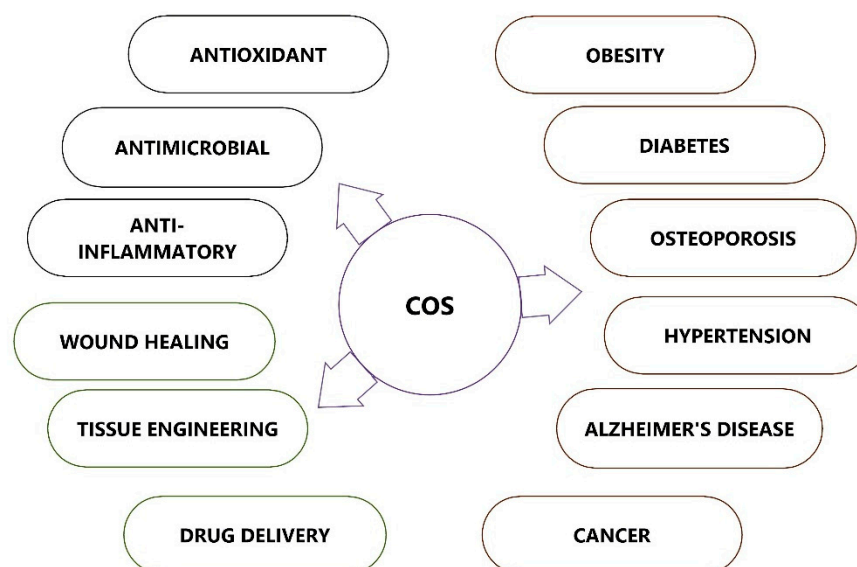 ANTIOXIDANT
ANTIMICROBIAL
ANTI-
INFLAMMATORY
WOUND HEALING
TISSUE ENGINEERING
DRUG DELIVERY
COS
OBESITY
DIABETES
OSTEOPOROSIS
HYPERTENSION
ALZHEIMER'S DISEASE
CANCER